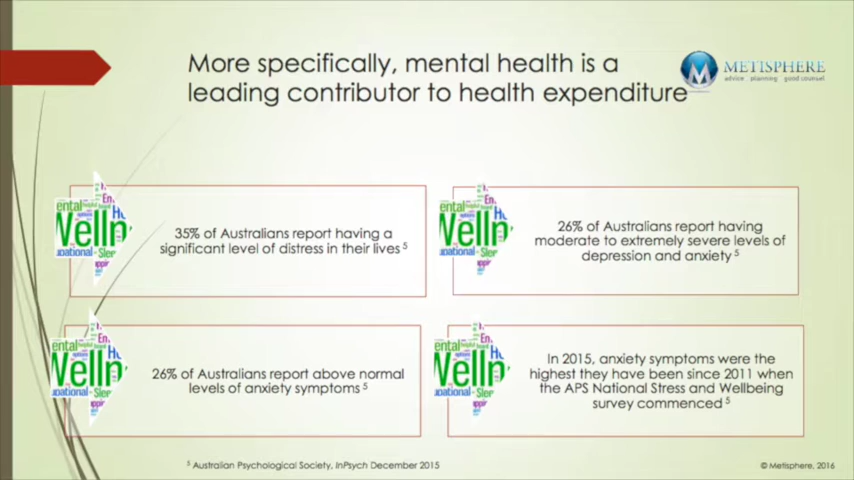 More specifically, mental health is a
leading contributor to health expenditure
METISPHERE
advice . planning . good counsel
35% of Australians report having a
significant level of distress in their lives 5
26% of Australians report having
moderate to extremely severe levels of
depression and anxiety 5
26% of Australians report above normal
levels of anxiety symptoms 5
In 2015, anxiety symptoms were the
highest they have been since 2011 when
the APS National Stress and Wellbeing
survey commenced 5
5 Australian Psychological Society, InPsych December 2015
© Metisphere, 2016